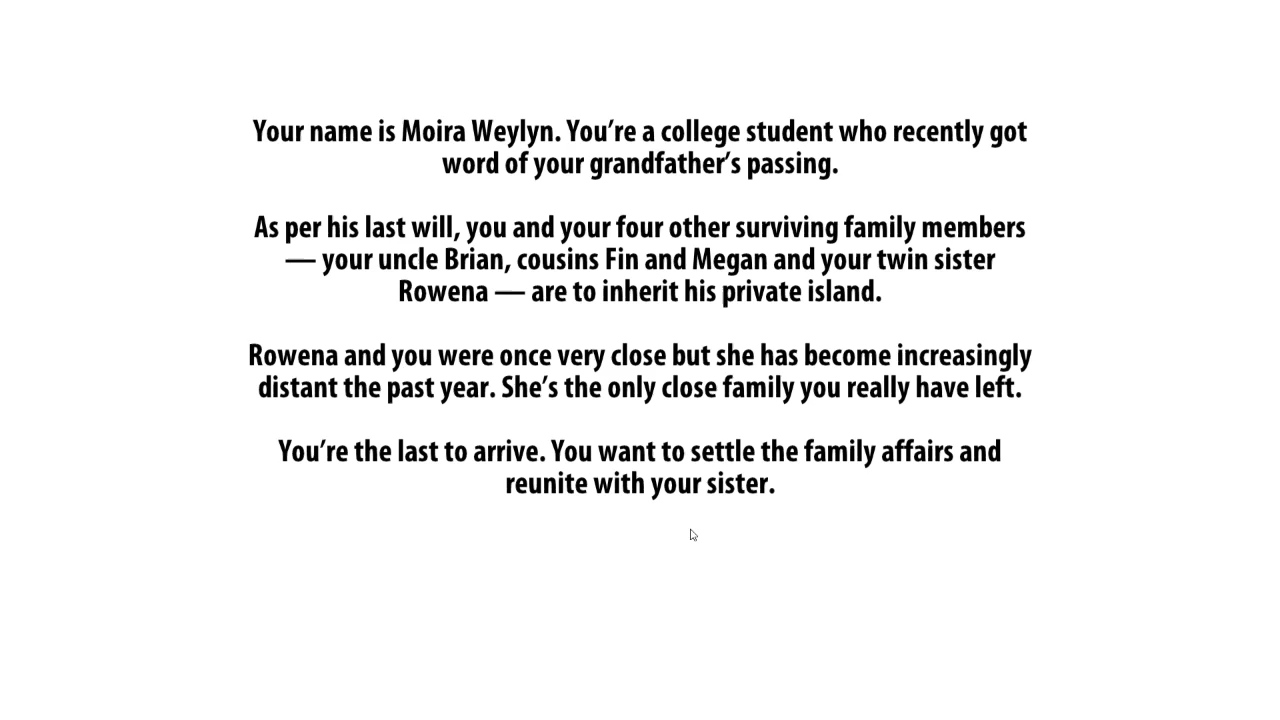 Your name is Moira Weylyn. You’re a college student who recently got
word of your grandfather’s passing.
As per his last will, you and your four other surviving family members
— your uncle Brian, cousins Fin and Megan and your twin sister
Rowena — are to inherit his private island.
Rowena and you were once very close but she has become increasingly
distant the past year. She’s the only close family you really have left.
You’re the last to arrive. You want to settle the family affairs and
reunite with your sister.